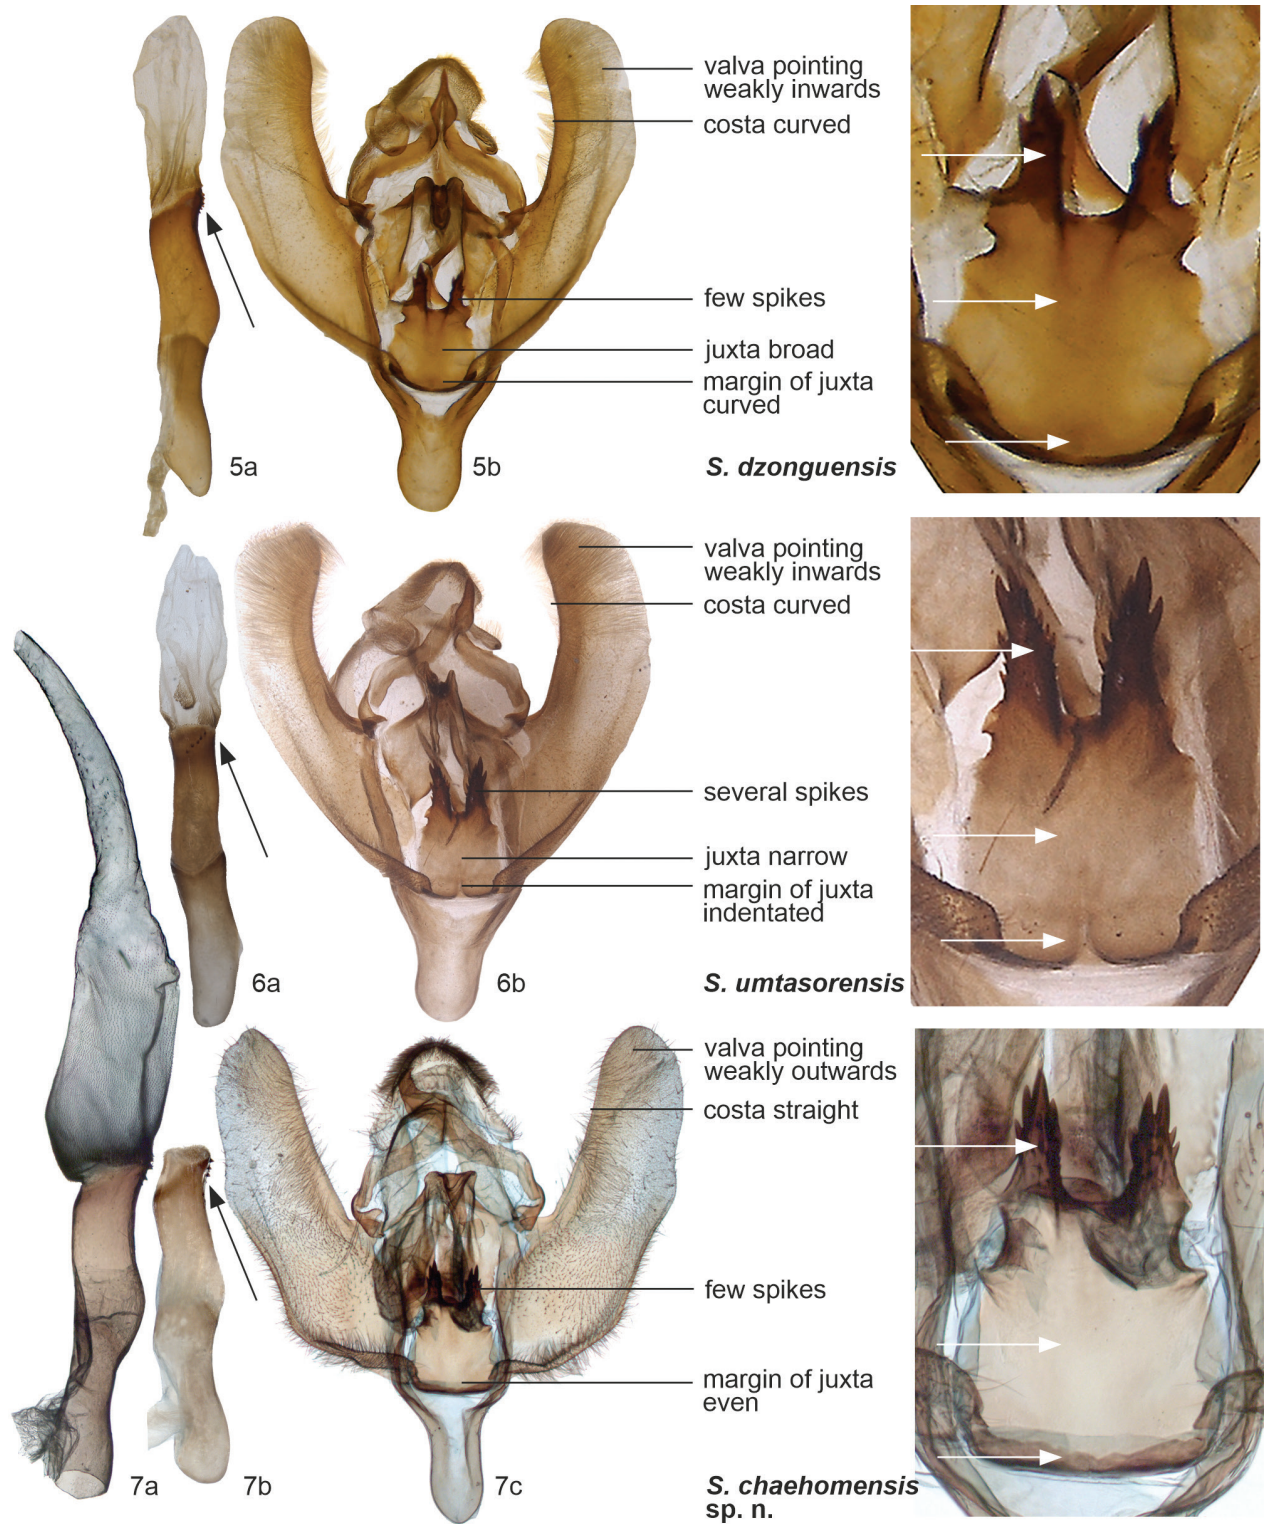 valva pointing
weakly inwards
costa curved
few spikes
juxta broad
margin of juxta
curved
5a
5b
S. dzonguensis
valva pointing
weakly inwards
costa curved
several spikes
juxta narrow
margin of juxta
indentated
6a
6b
S. umtasorensis
valva pointing
weakly outwards
costa straight
few spikes
margin of juxta
even
7a
7b
7c
S. chaehomensis
sp. n.